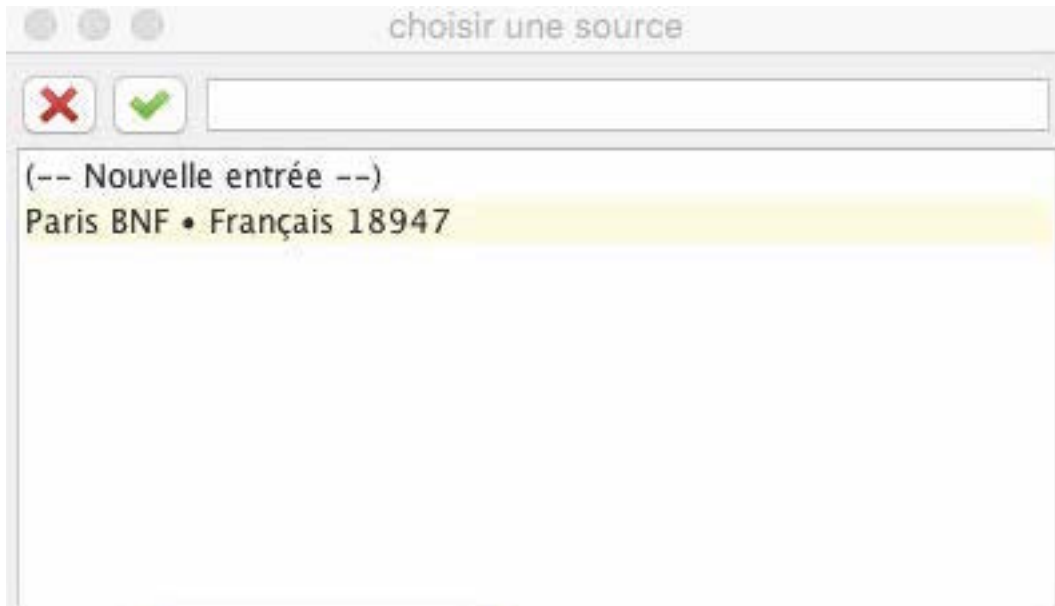 choisir une source
(-- Nouvelle entrée --)
Paris BNF • Français 18947